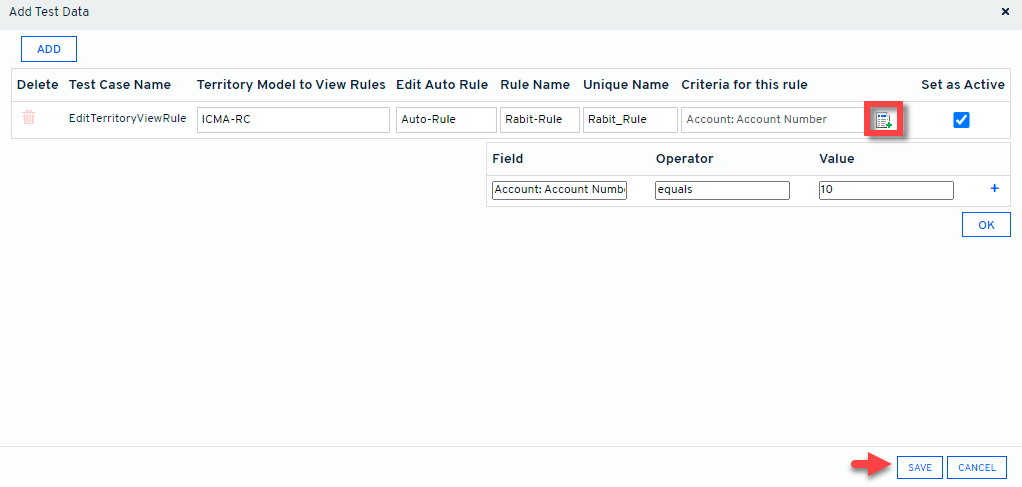 Add Test Data
ADD
Delete Test Case Name Territory Model to View Rules Edit Auto Rule Rule Name Unique Name Criteria for this rule Set as Active
EditTerritoryViewRule ICMA-RC Auto-Rule Rabit-Rule Rabit_Rule Account: Account Number
Field Operator Value
Account: Account Numb equals 10 +
OK
SAVE CANCEL